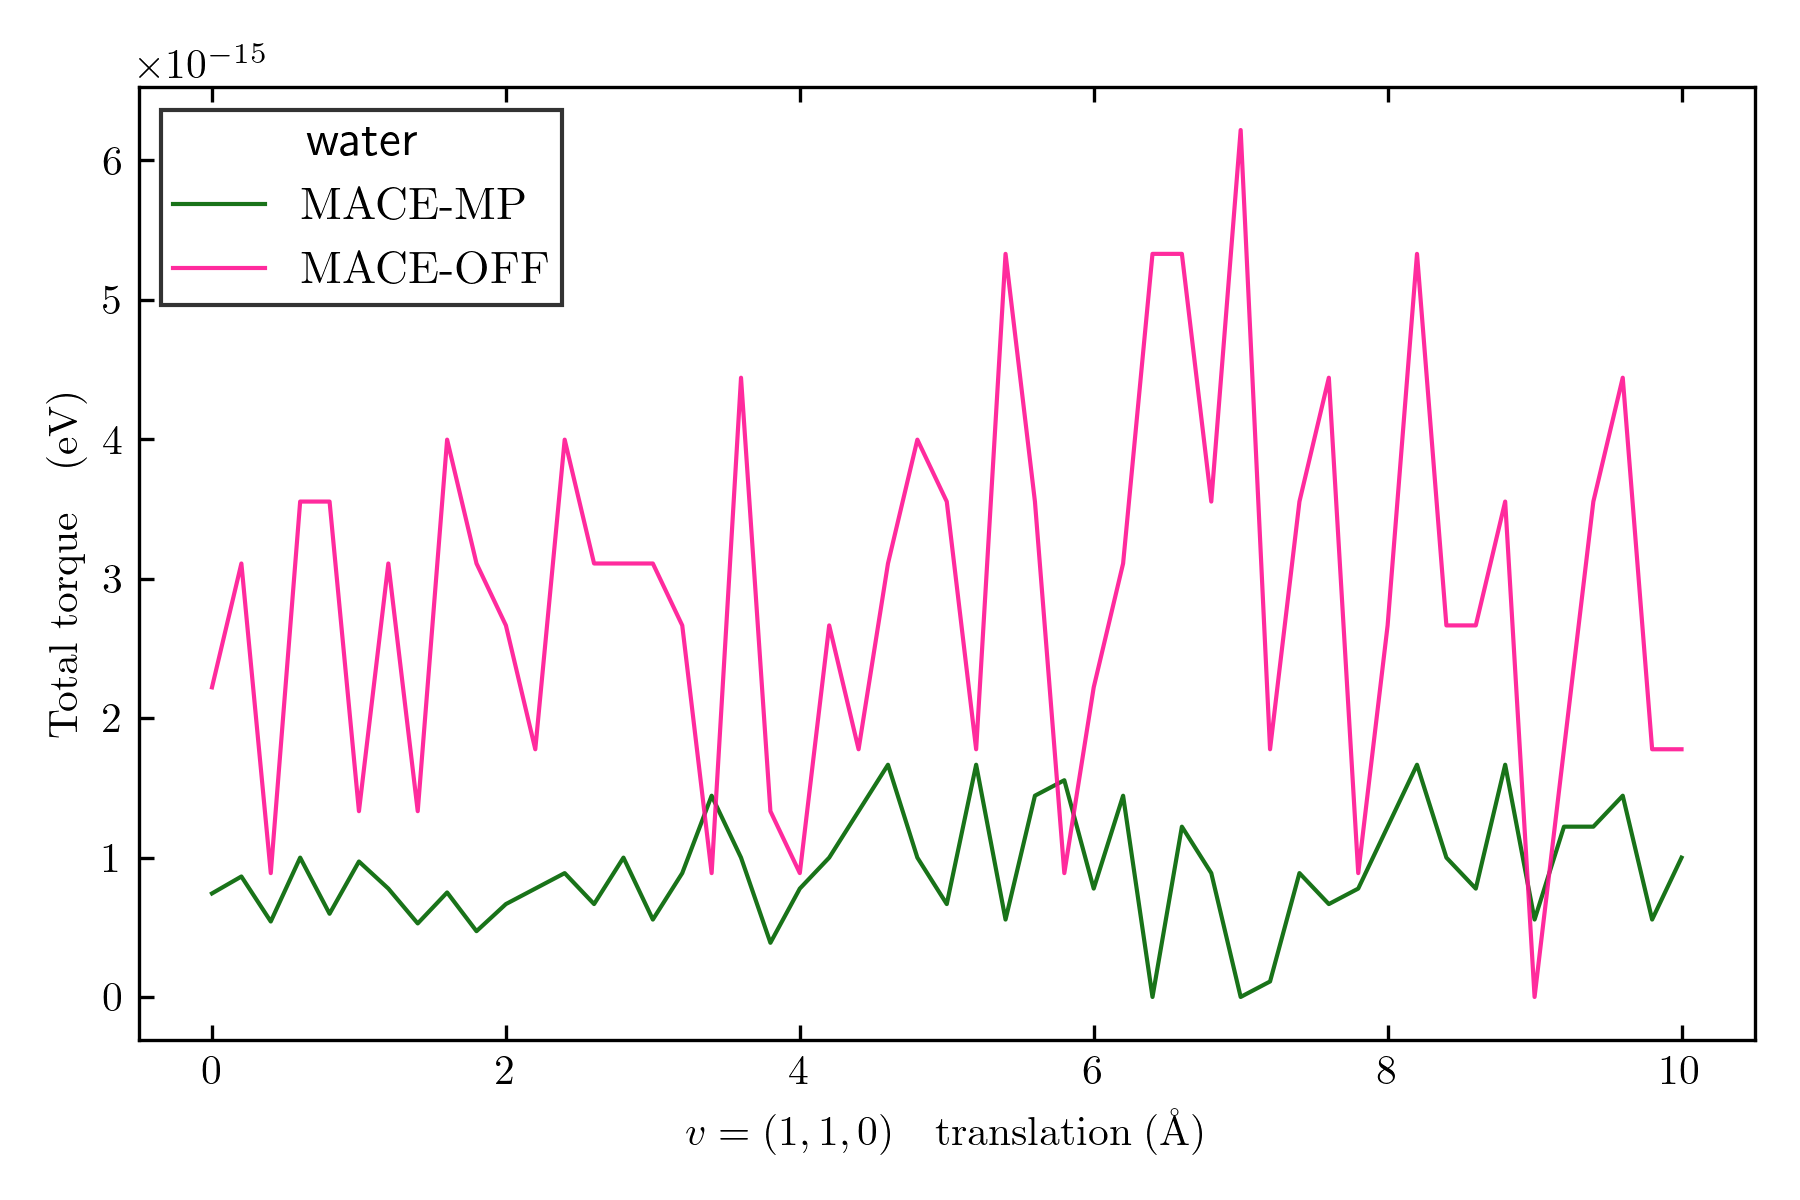 ×10⁻¹⁵
water
MACE-MP
MACE-OFF
Total torque (eV)
6
5
4
3
2
1
0
0 2 4 6 8 10
v = (1, 1, 0) translation (Å)